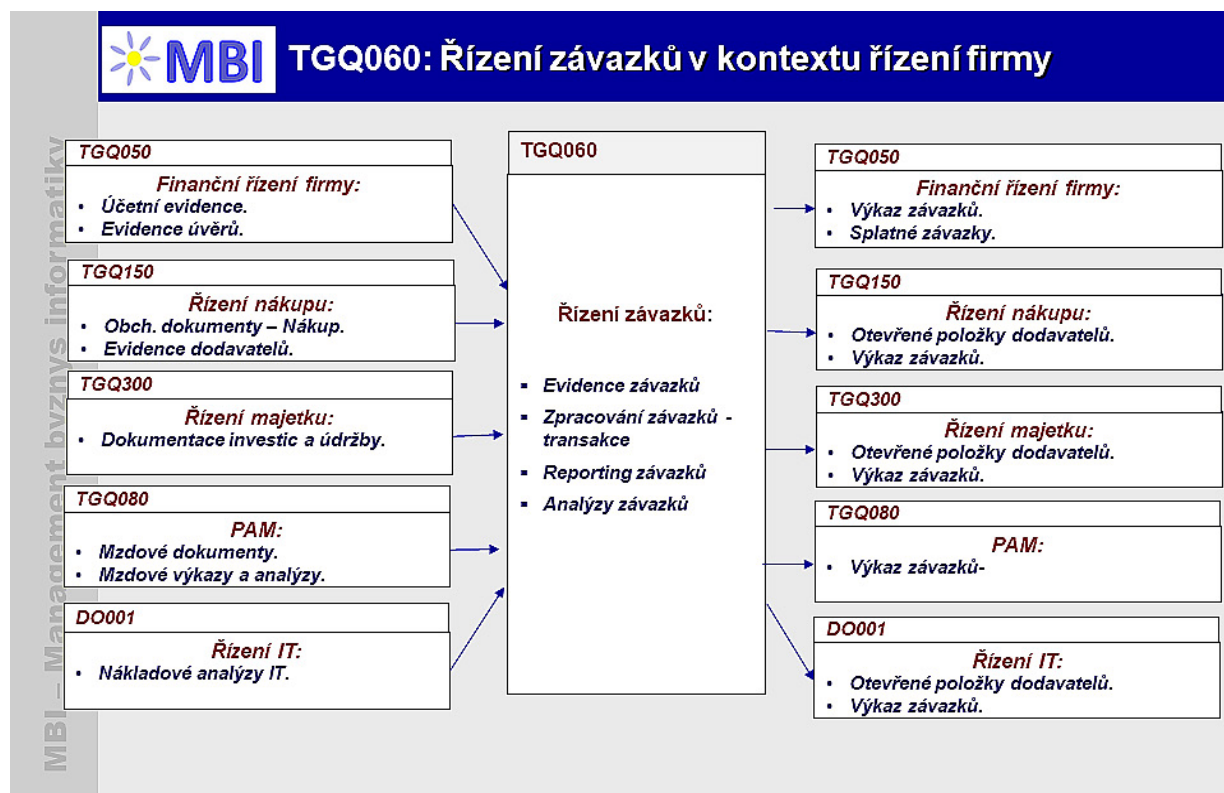 MBI
TGQ060: Řízení závazků v kontextu řízení firmy
MBI – Management byznys informatiky
TGQ050
Finanční řízení firmy:
• Účetní evidence.
• Evidence úvěrů.
TGQ150
Řízení nákupu:
• Obch. dokumenty – Nákup.
• Evidence dodavatelů.
TGQ300
Řízení majetku:
• Dokumentace investic a údržby.
TGQ080
PAM:
• Mzdové dokumenty.
• Mzdové výkazy a analýzy.
DO001
Řízení IT:
• Nákladové analýzy IT.
TGQ060
Řízení závazků:
▪ Evidence závazků
▪ Zpracování závazků -
transakce
▪ Reporting závazků
▪ Analýzy závazků
TGQ050
Finanční řízení firmy:
• Výkaz závazků.
• Splatné závazky.
TGQ150
Řízení nákupu:
• Otevřené položky dodavatelů.
• Výkaz závazků.
TGQ300
Řízení majetku:
• Otevřené položky dodavatelů.
• Výkaz závazků.
TGQ080
PAM:
• Výkaz závazků-
DO001
Řízení IT:
• Otevřené položky dodavatelů.
• Výkaz závazků.